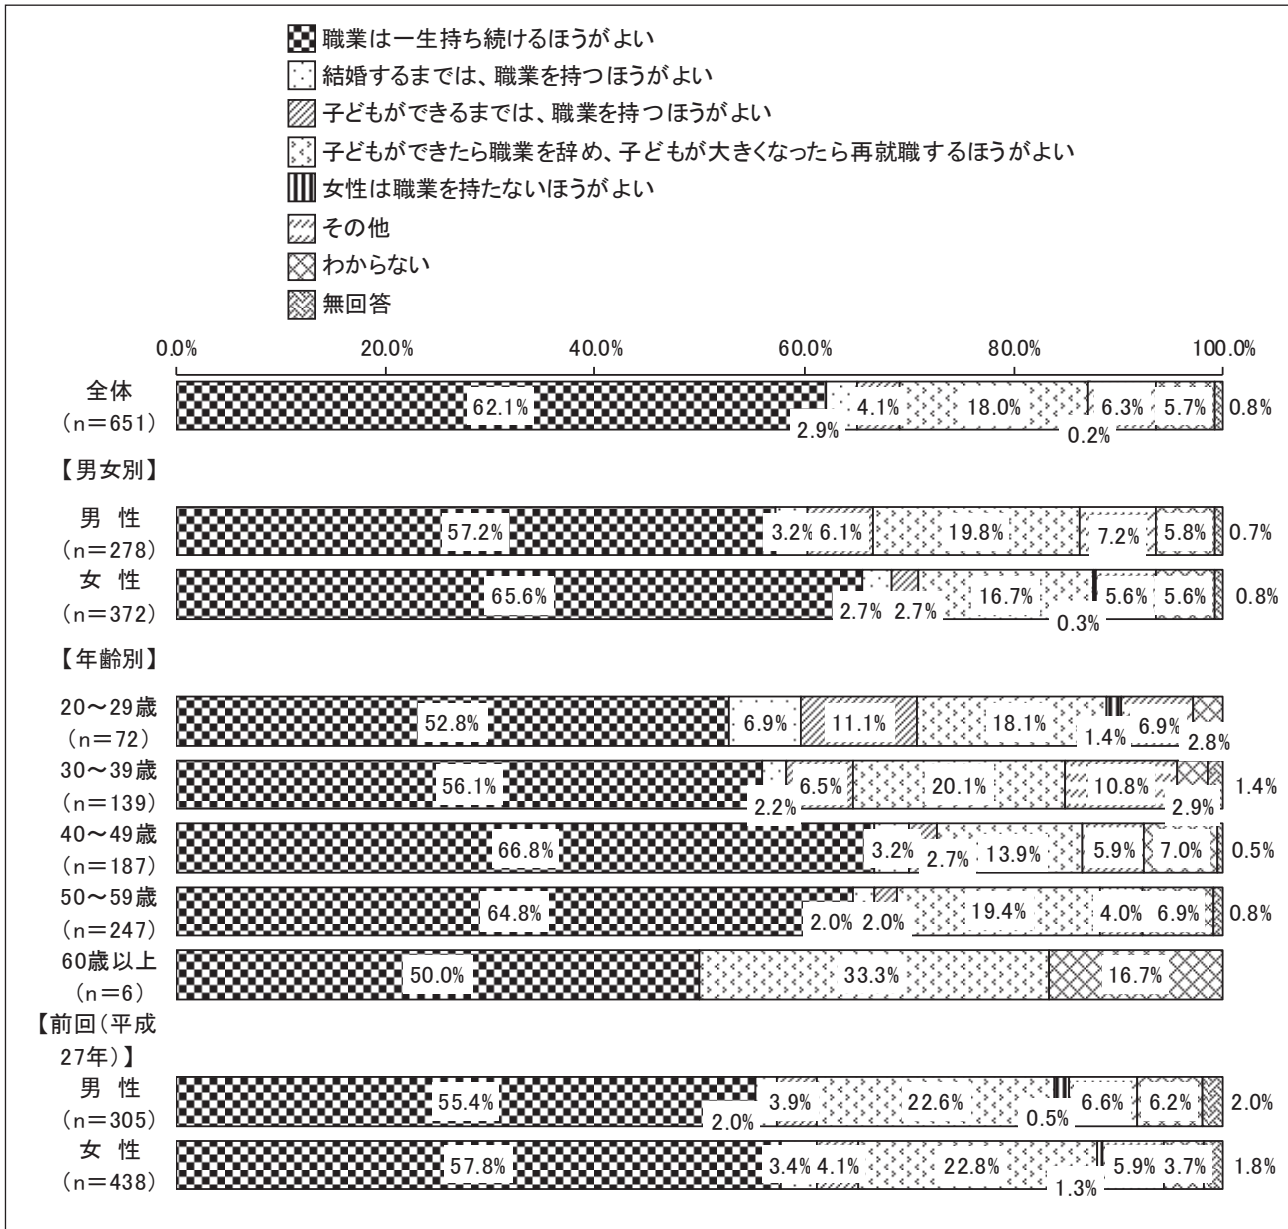 職業は一生持ち続けるほうがよい
結婚するまでは、職業を持つほうがよい
子どもができるまでは、職業を持つほうがよい
子どもができたら職業を辞め、子どもが大きくなったら再就職するほうがよい
女性は職業を持たないほうがよい
その他
わからない
無回答
0.0% 20.0% 40.0% 60.0% 80.0% 100.0%
全体
(n=651)
62.1% 2.9% 4.1% 18.0% 0.2% 6.3% 5.7% 0.8%
【男女別】
男 性
(n=278)
57.2% 3.2% 6.1% 19.8% 7.2% 5.8% 0.7%
女 性
(n=372)
65.6% 2.7% 2.7% 16.7% 0.3% 5.6% 5.6% 0.8%
【年齢別】
20~29歳
(n=72)
52.8% 6.9% 11.1% 18.1% 1.4% 6.9% 2.8%
30~39歳
(n=139)
56.1% 2.2% 6.5% 20.1% 10.8% 2.9% 1.4%
40~49歳
(n=187)
66.8% 3.2% 2.7% 13.9% 5.9% 7.0% 0.5%
50~59歳
(n=247)
64.8% 2.0% 2.0% 19.4% 4.0% 6.9% 0.8%
60歳以上
(n=6)
50.0% 33.3% 16.7%
【前回(平成
27年)】
男 性
(n=305)
55.4% 2.0% 3.9% 22.6% 0.5% 6.6% 6.2% 2.0%
女 性
(n=438)
57.8% 3.4% 4.1% 22.8% 1.3% 5.9% 3.7% 1.8%